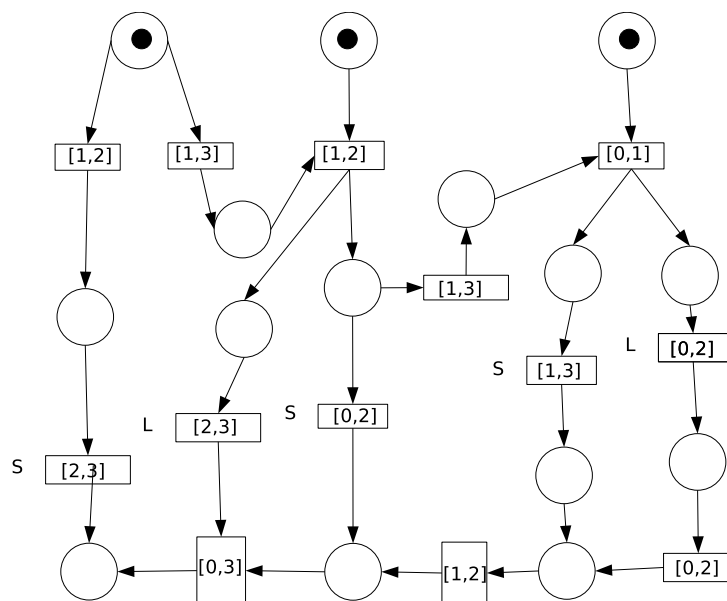 [1,2]
[1,3]
[1,2]
[0,1]
[1,3]
L
[0,2]
S
[1,3]
S
[0,2]
L
[2,3]
S
[2,3]
[0,3]
[1,2]
[0,2]